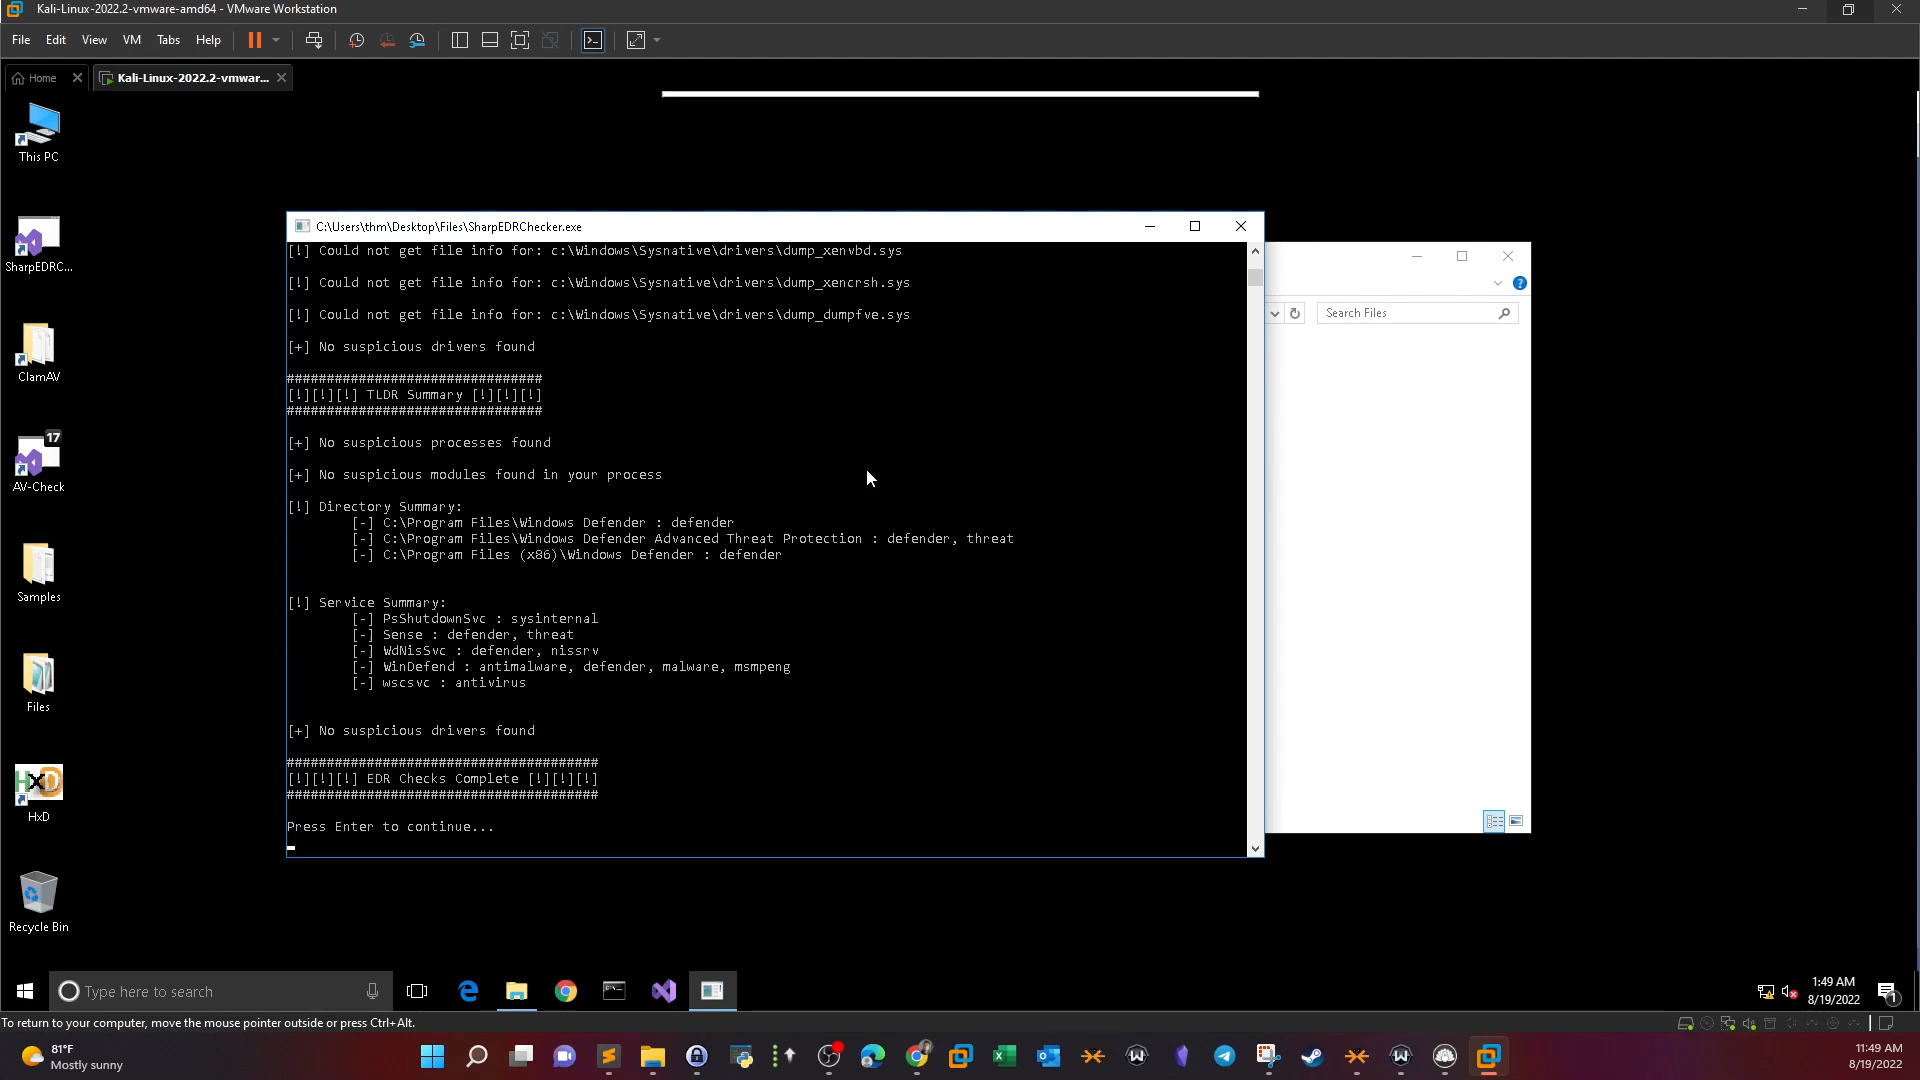 Kali-Linux-2022.2-vmware-amd64 - VMware Workstation
File Edit View VM Tabs Help
Home
Kali-Linux-2022.2-vmwar...
This PC
SharpEDRC...
ClamAV
17
AV-Check
Samples
Files
HxD
HxD
Recycle Bin
C:\Users\thm\Desktop\Files\SharpEDRChecker.exe
[!] Could not get file info for: c:\Windows\Sysnative\drivers\dump_xenvbd.sys
[!] Could not get file info for: c:\Windows\Sysnative\drivers\dump_xencrsh.sys
[!] Could not get file info for: c:\Windows\Sysnative\drivers\dump_dumpfve.sys
[+] No suspicious drivers found
################################
[!][!][!] TLDR Summary [!][!][!]
################################
[+] No suspicious processes found
[+] No suspicious modules found in your process
[!] Directory Summary:
[-] C:\Program Files\Windows Defender : defender
[-] C:\Program Files\Windows Defender Advanced Threat Protection : defender, threat
[-] C:\Program Files (x86)\Windows Defender : defender
[!] Service Summary:
[-] PsShutdownSvc : sysinternal
[-] Sense : defender, threat
[-] WdNisSvc : defender, nissrv
[-] WinDefend : antimalware, defender, malware, msmpeng
[-] wscsvc : antivirus
[+] No suspicious drivers found
#######################################
[!][!][!] EDR Checks Complete [!][!][!]
#######################################
Press Enter to continue...
Search Files
Type here to search
1:49 AM
8/19/2022
1
To return to your computer, move the mouse pointer outside or press Ctrl+Alt.
81°F
Mostly sunny
11:49 AM
8/19/2022